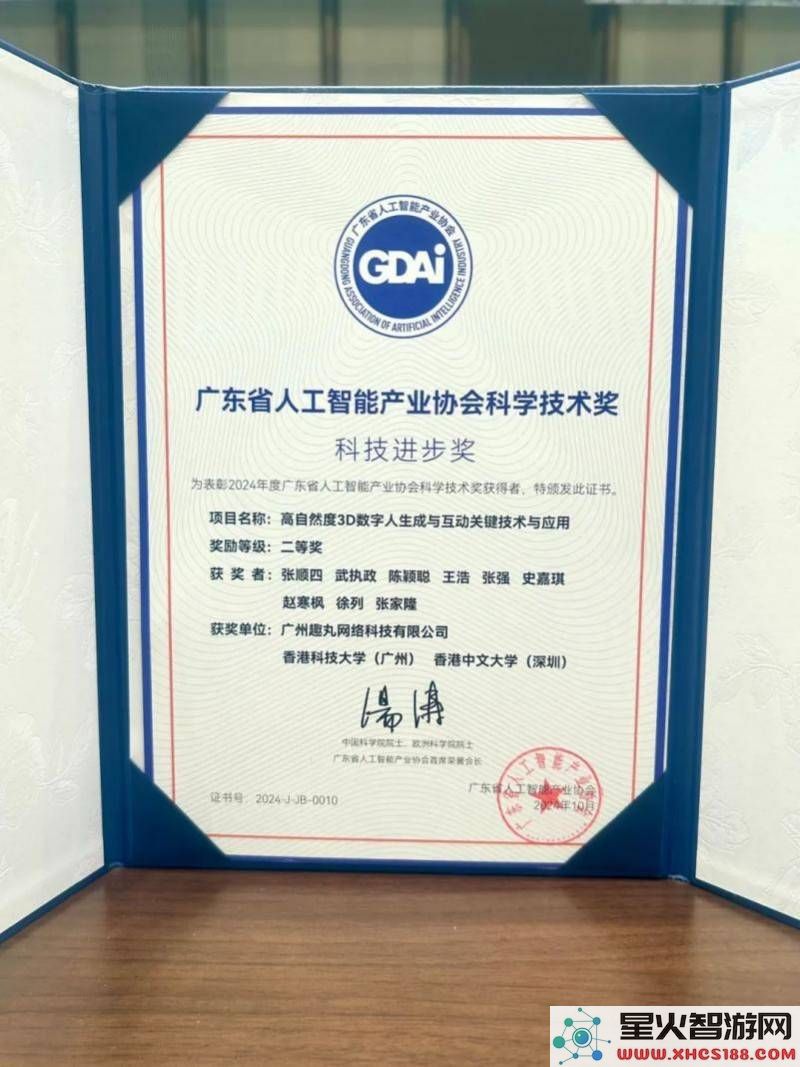 广东省人工智能产业协会
GDAi
GUANGDONG ASSOCIATION OF ARTIFICIAL INTELLIGENCE INDUSTRY
广东省人工智能产业协会科学技术奖
科技进步奖
为表彰2024年度广东省人工智能产业协会科学技术奖获得者，特颁发此证书。
项目名称：高自然度3D数字人生成与互动关键技术与应用
奖励等级：二等奖
获 奖 者：张顺四 武执政 陈颖聪 王浩 张强 史嘉琪
赵寒枫 徐列 张家隆
获奖单位：广州趣丸网络科技有限公司
香港科技大学（广州） 香港中文大学（深圳）
中国科学院院士、欧洲科学院院士
广东省人工智能产业协会首席荣誉会长
证书号：2024-J-JB-0010
广东省人工智能产业协会
2024年10月
星火智游网
www.xhcs188.com